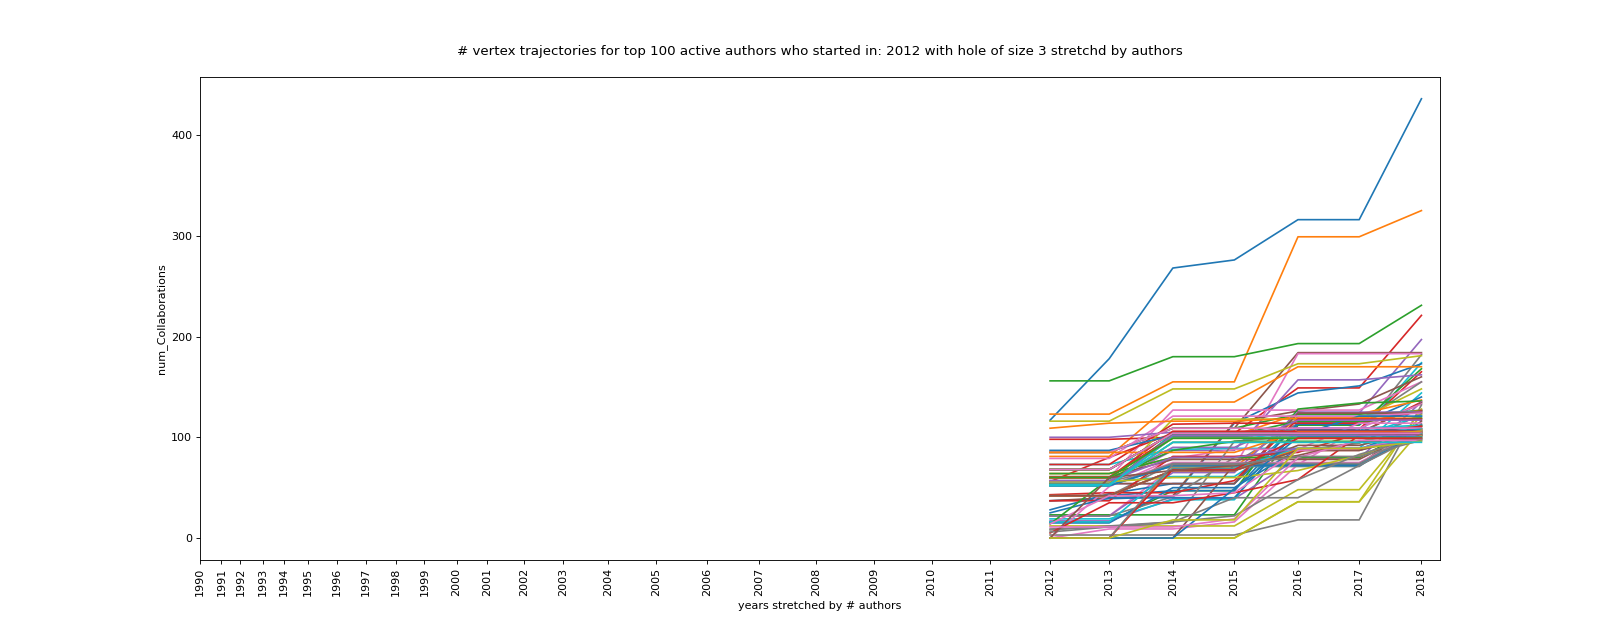 # vertex trajectories for top 100 active authors who started in: 2012 with hole of size 3 stretchd by authors
num_Collaborations
400
300
200
100
0
1990 1991 1992 1993 1994 1995 1996 1997 1998 1999 2000 2001 2002 2003 2004 2005 2006 2007 2008 2009 2010 2011 2012 2013 2014 2015 2016 2017 2018
years stretched by # authors